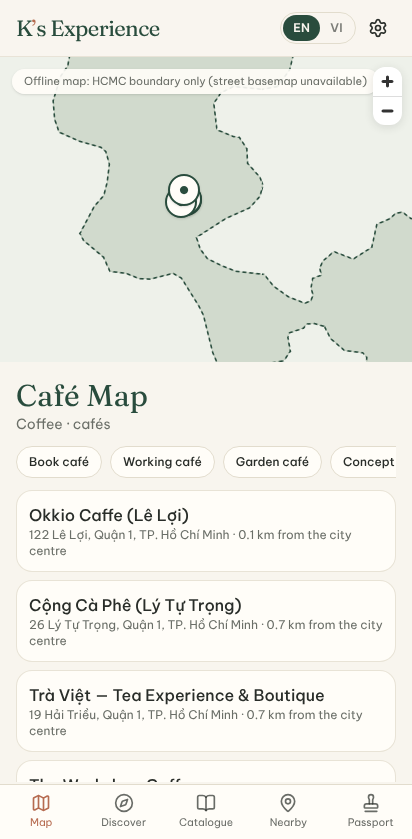 K's Experience
EN VI
Offline map: HCMC boundary only (street basemap unavailable)
Café Map
Coffee · cafés
Book café
Working café
Garden café
Concept
Okkio Caffe (Lê Lợi)
122 Lê Lợi, Quận 1, TP. Hồ Chí Minh · 0.1 km from the city
centre
Cộng Cà Phê (Lý Tự Trọng)
26 Lý Tự Trọng, Quận 1, TP. Hồ Chí Minh · 0.7 km from the city
centre
Trà Việt — Tea Experience & Boutique
19 Hải Triều, Quận 1, TP. Hồ Chí Minh · 0.7 km from the city
centre
Map
Discover
Catalogue
Nearby
Passport